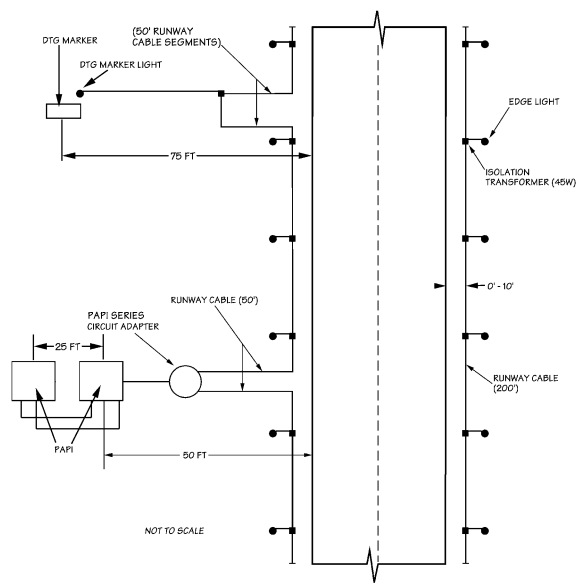 (50' RUNWAY
CABLE SEGMENTS)
DTG MARKER
DTG MARKER LIGHT
EDGE LIGHT
75 FT
ISOLATION
TRANSFORMER (45W)
RUNWAY CABLE (50')
0' - 10'
PAPI SERIES
CIRCUIT ADAPTER
25 FT
RUNWAY CABLE
(200')
PAPI
50 FT
NOT TO SCALE